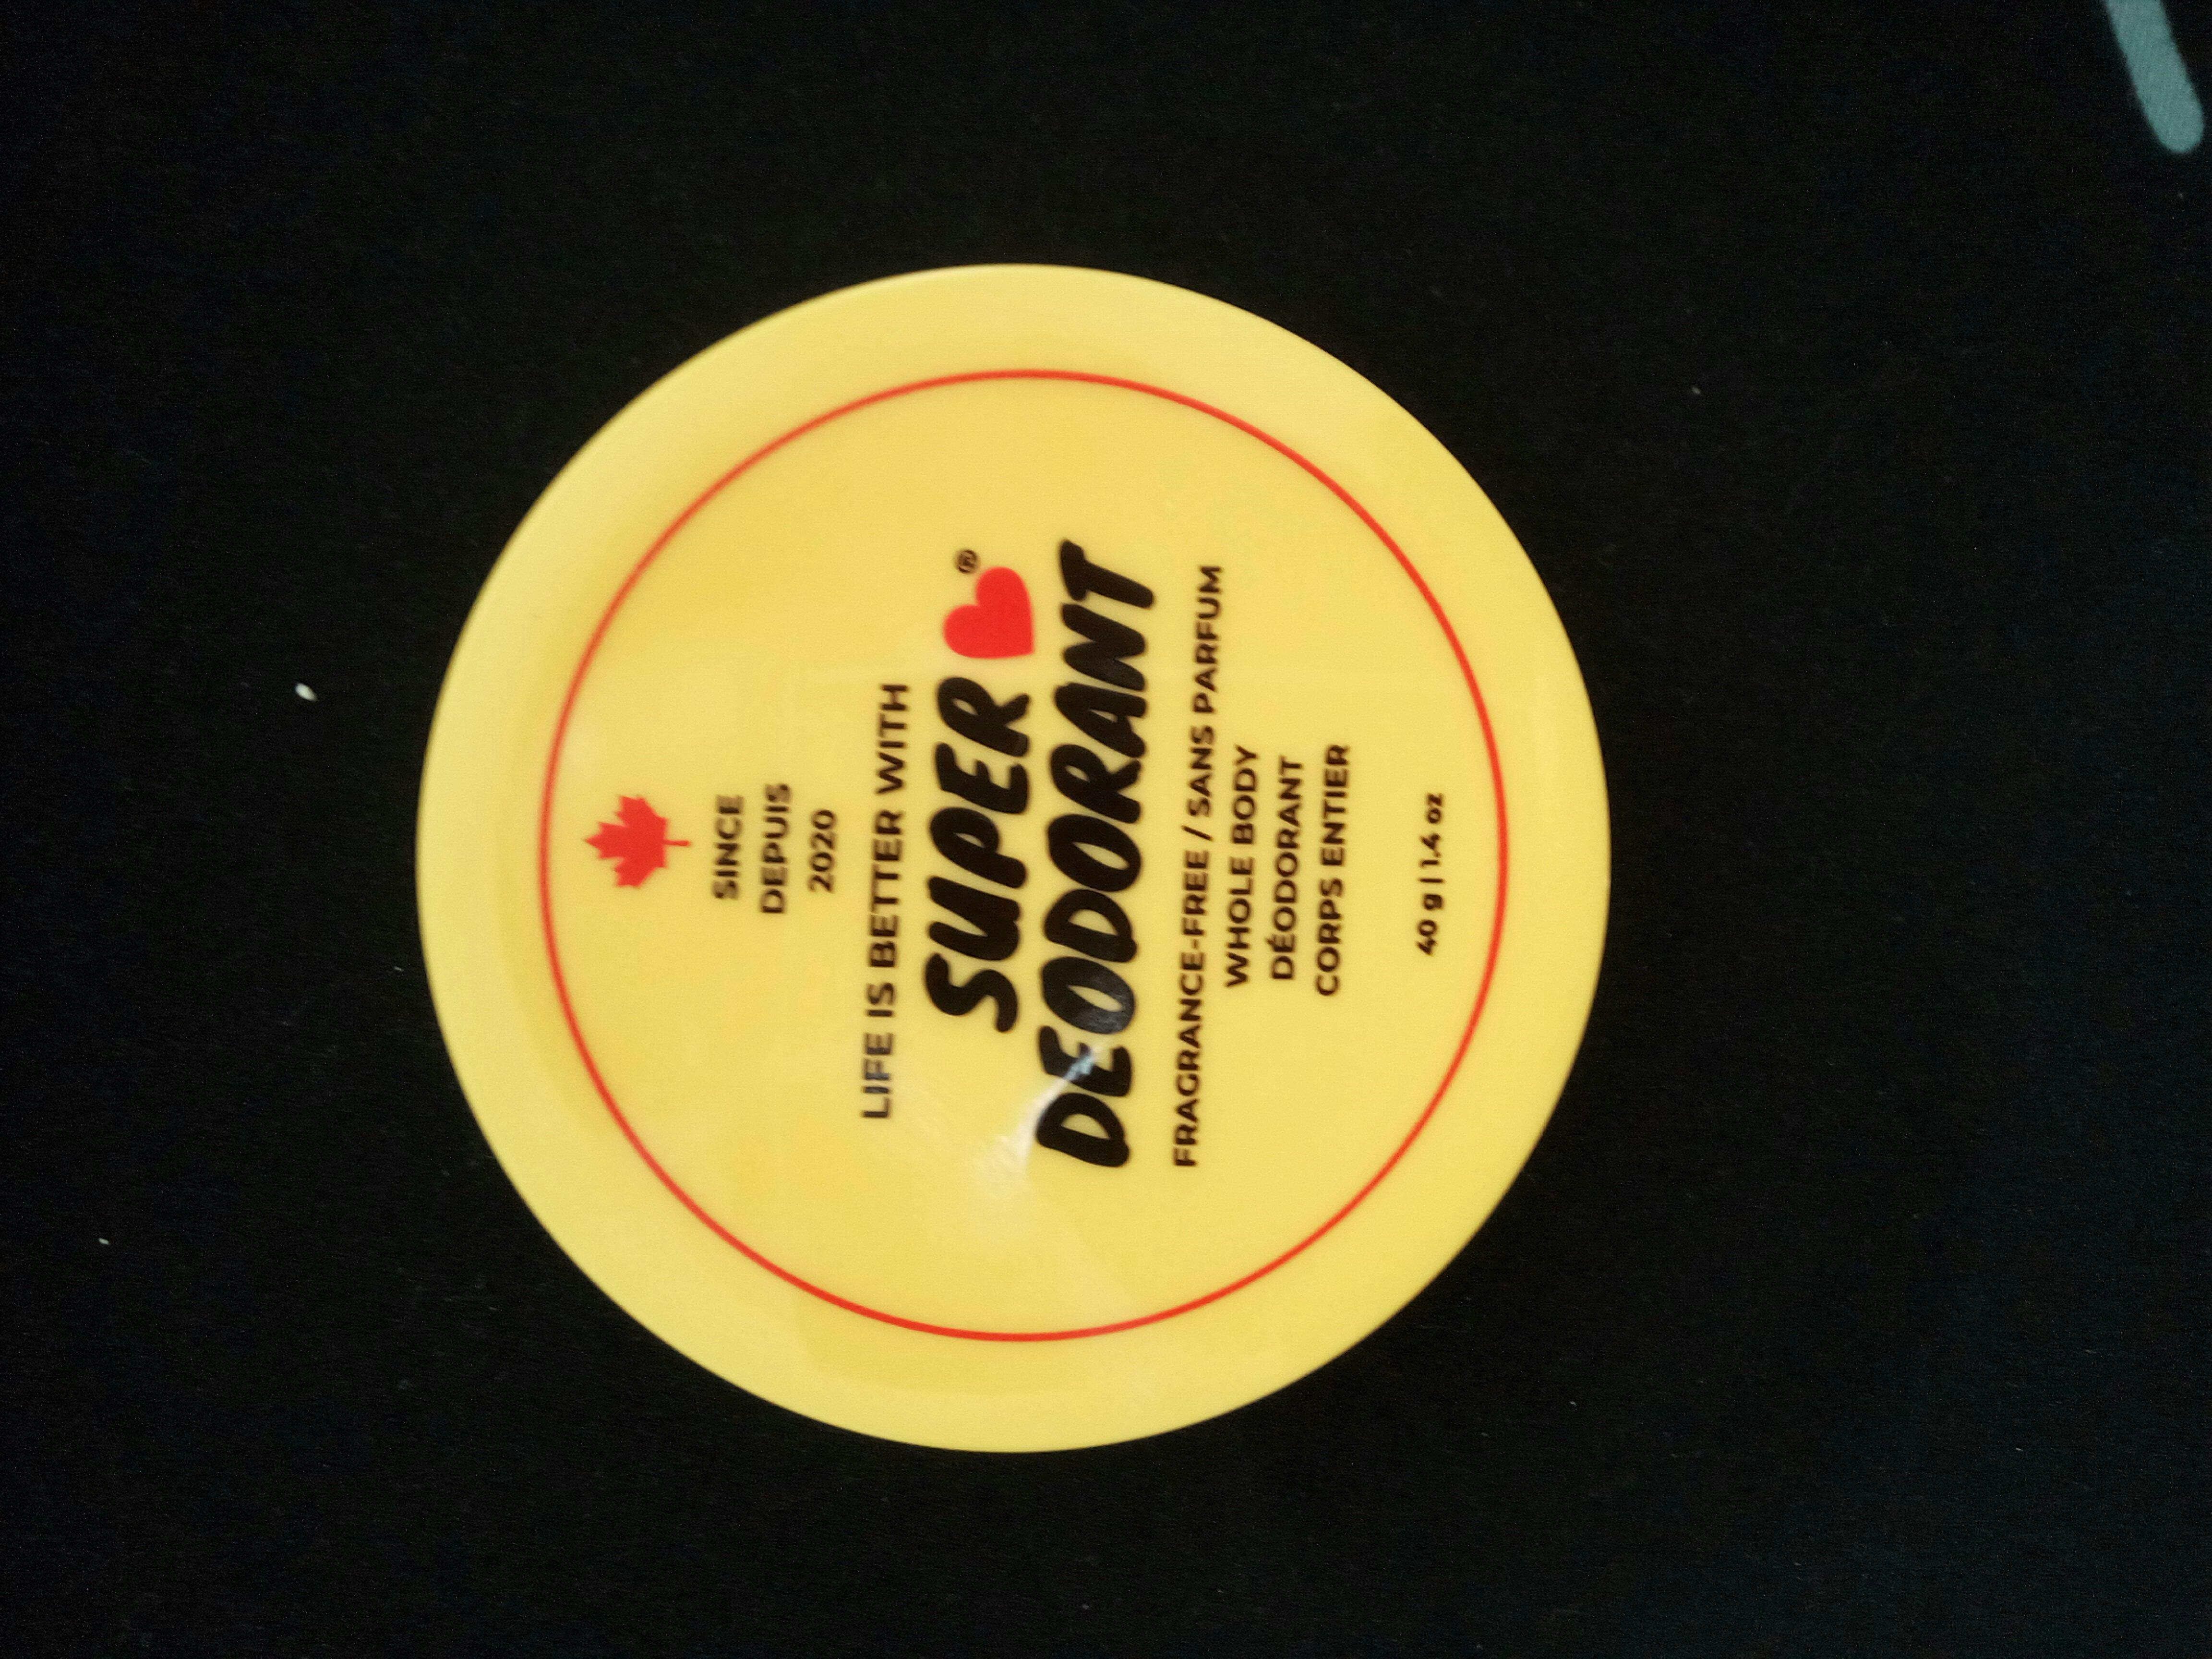 SINCE
DEPUIS
2020
LIFE IS BETTER WITH
SUPER ®
DEODORANT
FRAGRANCE-FREE / SANS PARFUM
WHOLE BODY
DÉODORANT
CORPS ENTIER
40 g | 1.4 oz